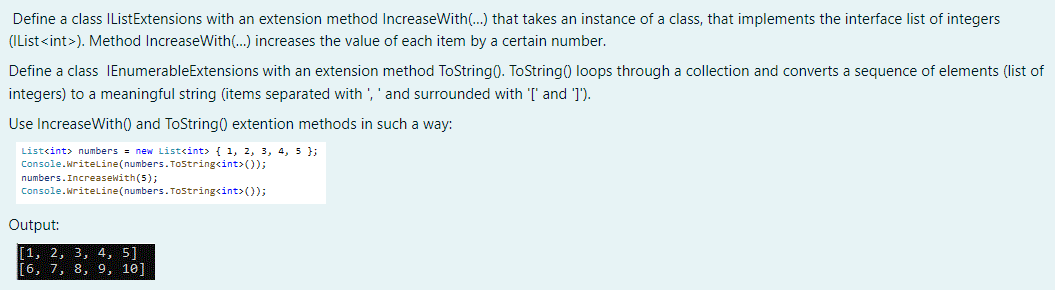 Define a class IListExtensions with an extension method IncreaseWith(...) that takes an instance of a class, that implements the interface list of integers
(IList<int>). Method IncreaseWith(...) increases the value of each item by a certain number.
Define a class IEnumerableExtensions with an extension method ToString(). ToString() loops through a collection and converts a sequence of elements (list of
integers) to a meaningful string (items separated with ', ' and surrounded with '[' and ']').
Use IncreaseWith() and ToString() extention methods in such a way:
List<int> numbers = new List<int> { 1, 2, 3, 4, 5 };
Console.WriteLine(numbers.ToString<int>());
numbers.IncreaseWith(5);
Console.WriteLine(numbers.ToString<int>());
Output:
[1, 2, 3, 4, 5]
[6, 7, 8, 9, 10]